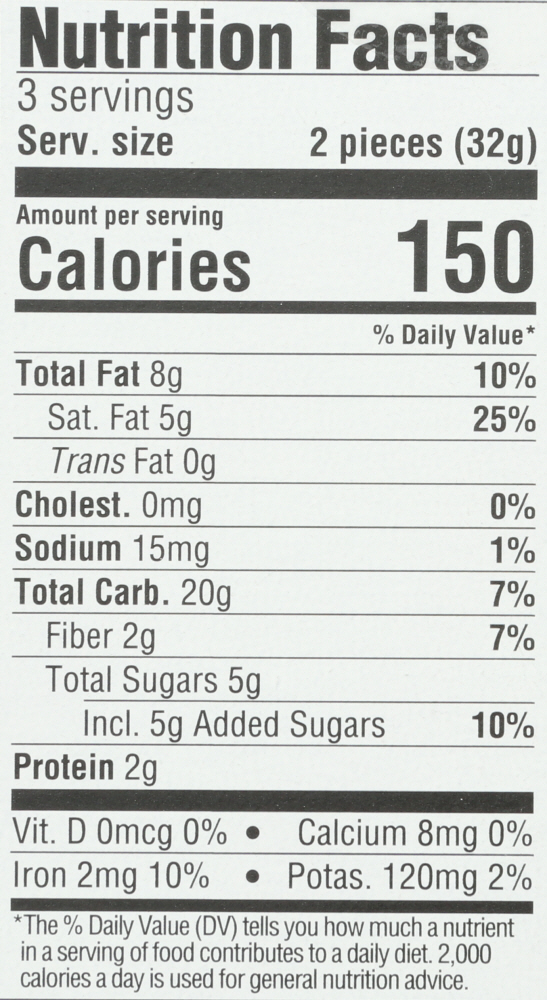 Nutrition Facts
3 servings
Serv. size 2 pieces (32g)
Amount per serving
Calories 150
% Daily Value*
Total Fat 8g 10%
Sat. Fat 5g 25%
Trans Fat 0g
Cholest. 0mg 0%
Sodium 15mg 1%
Total Carb. 20g 7%
Fiber 2g 7%
Total Sugars 5g
Incl. 5g Added Sugars 10%
Protein 2g
Vit. D 0mcg 0% • Calcium 8mg 0%
Iron 2mg 10% • Potas. 120mg 2%
*The % Daily Value (DV) tells you how much a nutrient
in a serving of food contributes to a daily diet. 2,000
calories a day is used for general nutrition advice.